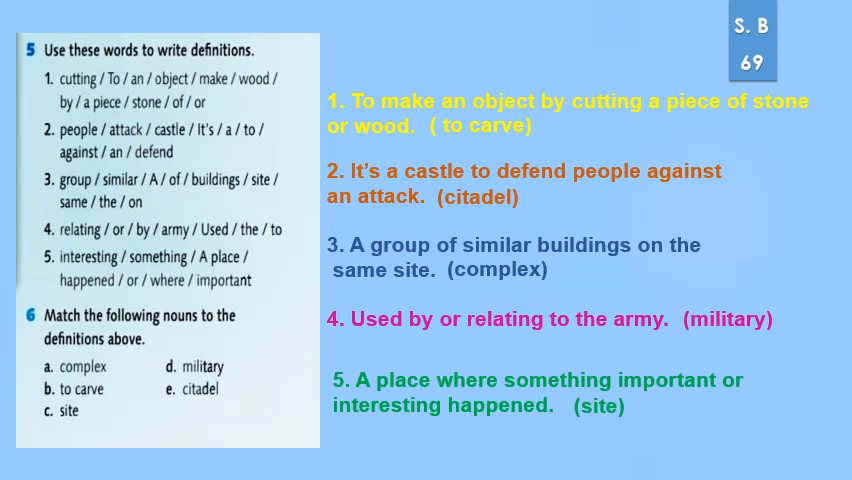 S. B
69
5 Use these words to write definitions.
1. cutting / To / an / object / make / wood /
by / a piece / stone / of / or
2. people / attack / castle / It's / a / to /
against / an / defend
3. group / similar / A / of / buildings / site /
same / the / on
4. relating / or / by / army / Used / the / to
5. interesting / something / A place /
happened / or / where / important
6 Match the following nouns to the
definitions above.
a. complex d. military
b. to carve e. citadel
c. site
1. To make an object by cutting a piece of stone
or wood. ( to carve)
2. It’s a castle to defend people against
an attack. (citadel)
3. A group of similar buildings on the
same site. (complex)
4. Used by or relating to the army. (military)
5. A place where something important or
interesting happened. (site)